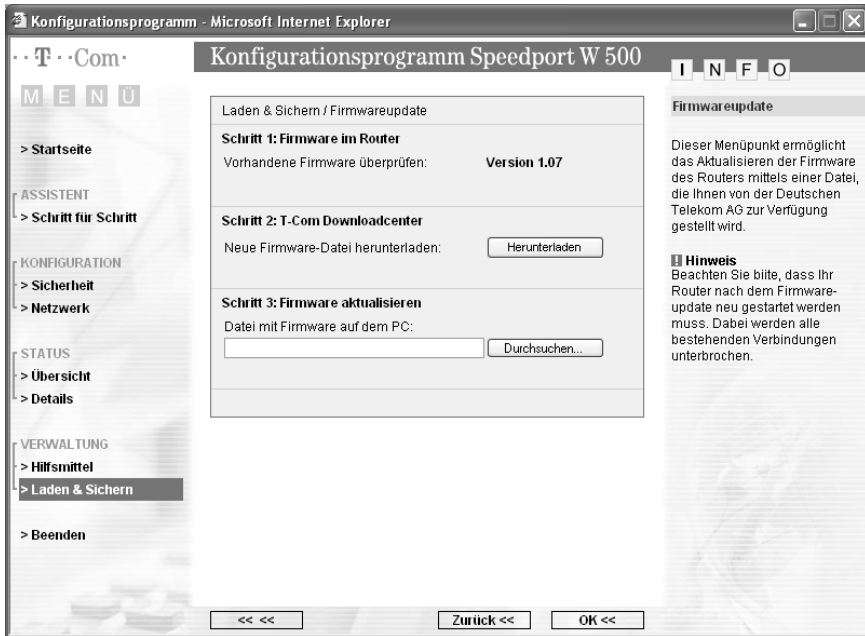 Konfigurationsprogramm - Microsoft Internet Explorer
··T··Com·
Konfigurationsprogramm Speedport W 500
MENÜ
> Startseite
ASSISTENT
> Schritt für Schritt
KONFIGURATION
> Sicherheit
> Netzwerk
STATUS
> Übersicht
> Details
VERWALTUNG
> Hilfsmittel
> Laden & Sichern
> Beenden
Laden & Sichern / Firmwareupdate
Schritt 1: Firmware im Router
Vorhandene Firmware überprüfen: Version 1.07
Schritt 2: T-Com Downloadcenter
Neue Firmware-Datei herunterladen: Herunterladen
Schritt 3: Firmware aktualisieren
Datei mit Firmware auf dem PC:
Durchsuchen...
<< <<
Zurück <<
OK <<
INFO
Firmwareupdate
Dieser Menüpunkt ermöglicht
das Aktualisieren der Firmware
des Routers mittels einer Datei,
die Ihnen von der Deutschen
Telekom AG zur Verfügung
gestellt wird.
! Hinweis
Beachten Sie biite, dass Ihr
Router nach dem Firmware-
update neu gestartet werden
muss. Dabei werden alle
bestehenden Verbindungen
unterbrochen.